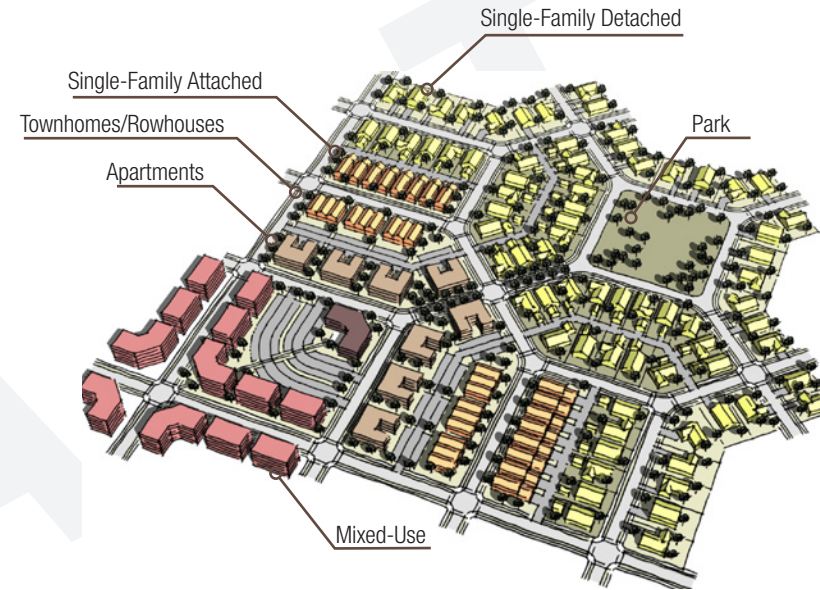 Single-Family Detached
Single-Family Attached
Townhomes/Rowhouses
Park
Apartments
Mixed-Use